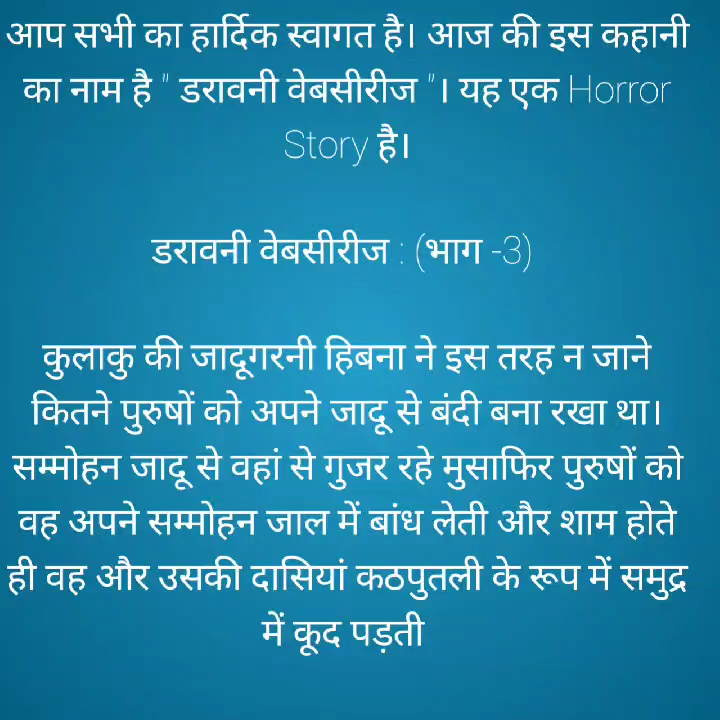 आप सभी का हार्दिक स्वागत है। आज की इस कहानी
का नाम है " डरावनी वेबसीरीज "। यह एक Horror
Story है।
डरावनी वेबसीरीज : (भाग -3)
कुलाकु की जादूगरनी हिबना ने इस तरह न जाने
कितने पुरुषों को अपने जादू से बंदी बना रखा था।
सम्मोहन जादू से वहां से गुजर रहे मुसाफिर पुरुषों को
वह अपने सम्मोहन जाल में बांध लेती और शाम होते
ही वह और उसकी दासियां कठपुतली के रूप में समुद्र
में कूद पड़ती